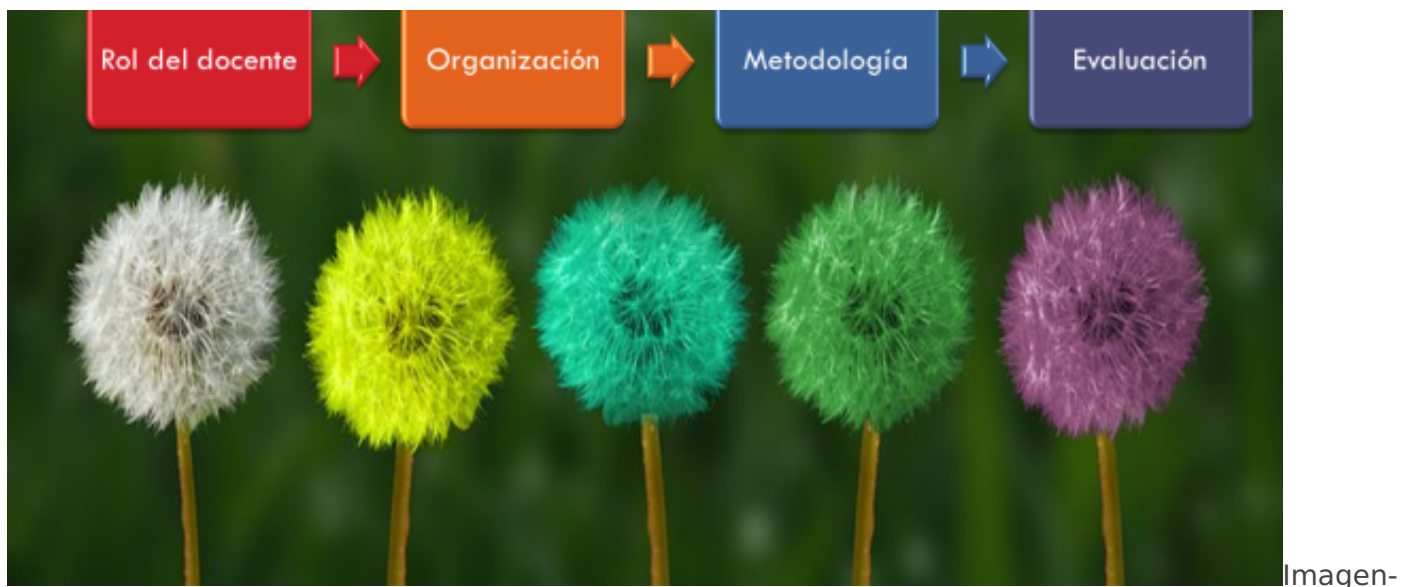 Rol del docente
Organización
Metodología
Evaluación
Imagen-